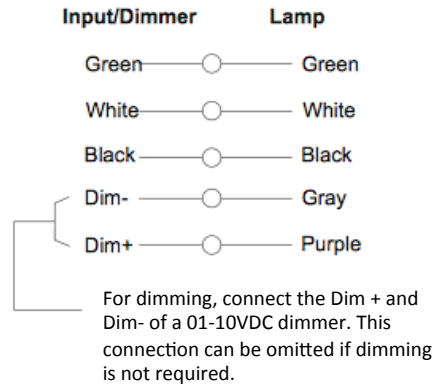 Input/Dimmer Lamp
Green Green
White White
Black Black
Dim- Gray
Dim+ Purple
For dimming, connect the Dim + and
Dim- of a 01-10VDC dimmer. This
connection can be omitted if dimming
is not required.